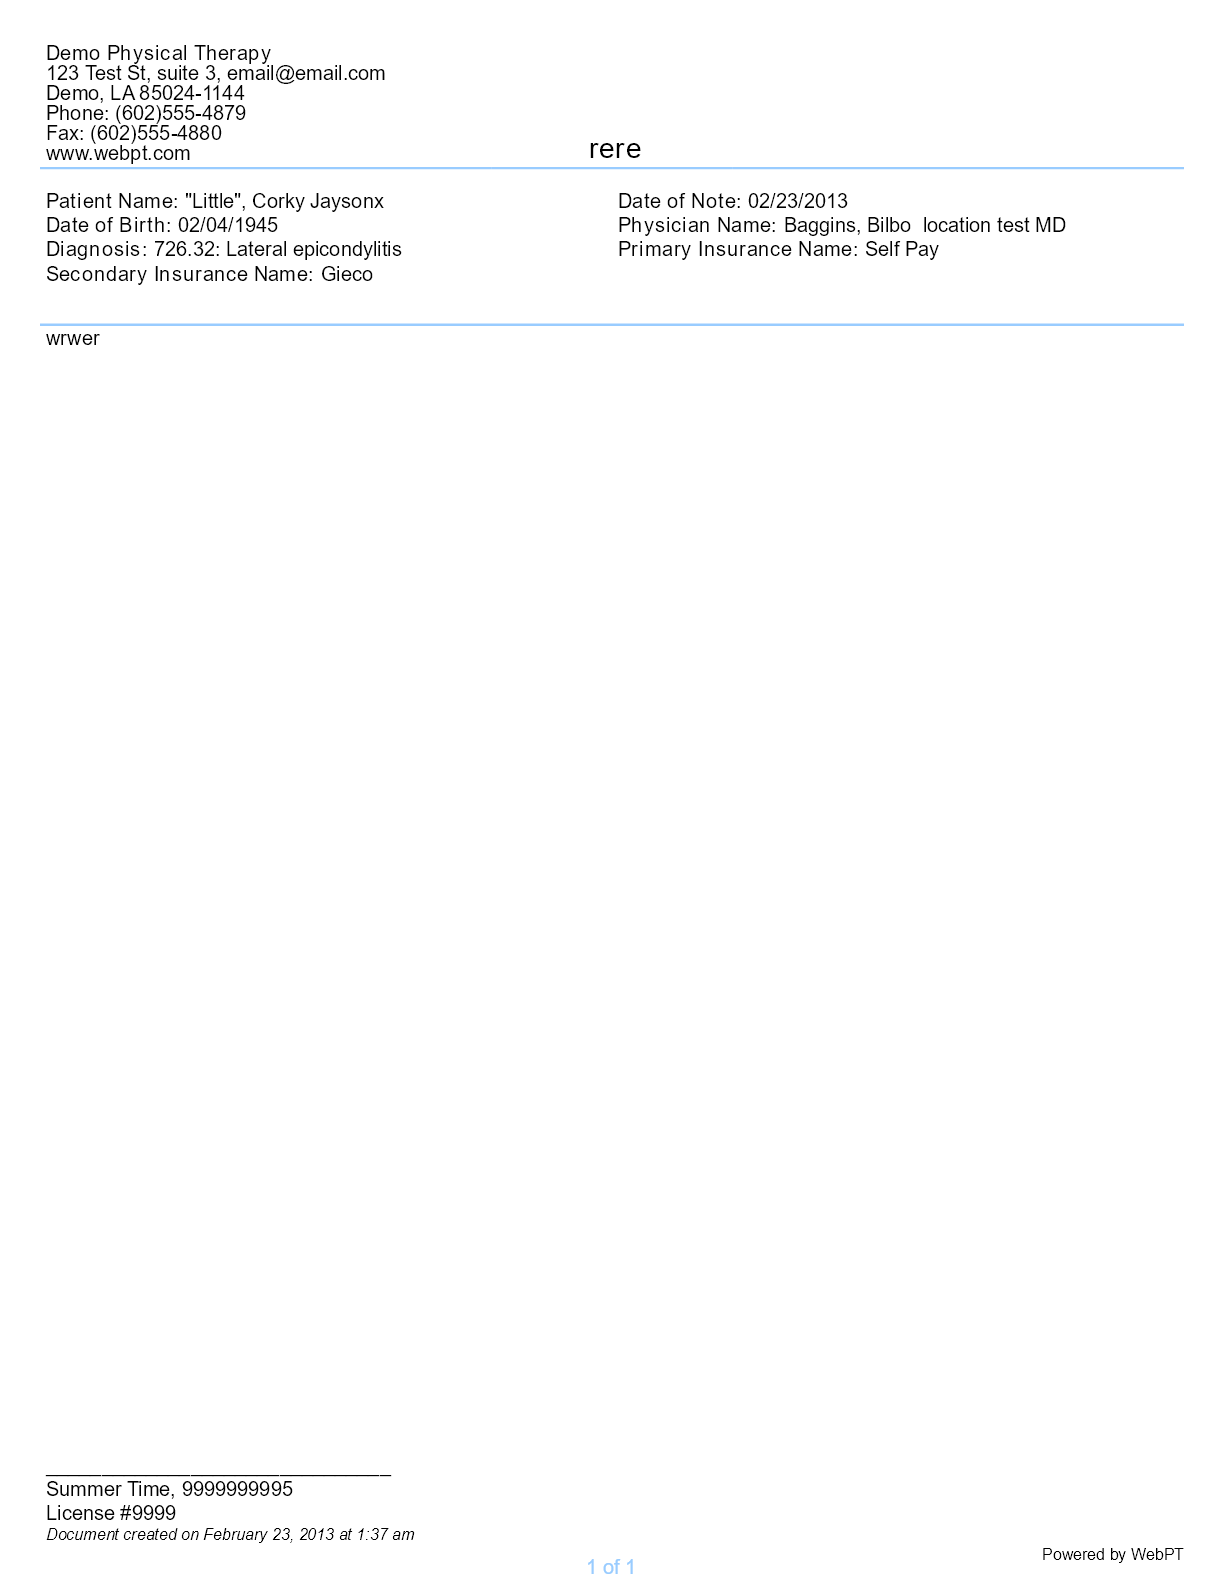 Demo Physical Therapy
123 Test St, suite 3, email@email.com
Demo, LA 85024-1144
Phone: (602)555-4879
Fax: (602)555-4880
www.webpt.com
rere
Patient Name: "Little", Corky Jaysonx
Date of Birth: 02/04/1945
Diagnosis: 726.32: Lateral epicondylitis
Secondary Insurance Name: Gieco
Date of Note: 02/23/2013
Physician Name: Baggins, Bilbo  location test MD
Primary Insurance Name: Self Pay
wrwer
Summer Time, 9999999995
License #9999
Document created on February 23, 2013 at 1:37 am
Powered by WebPT
1 of 1